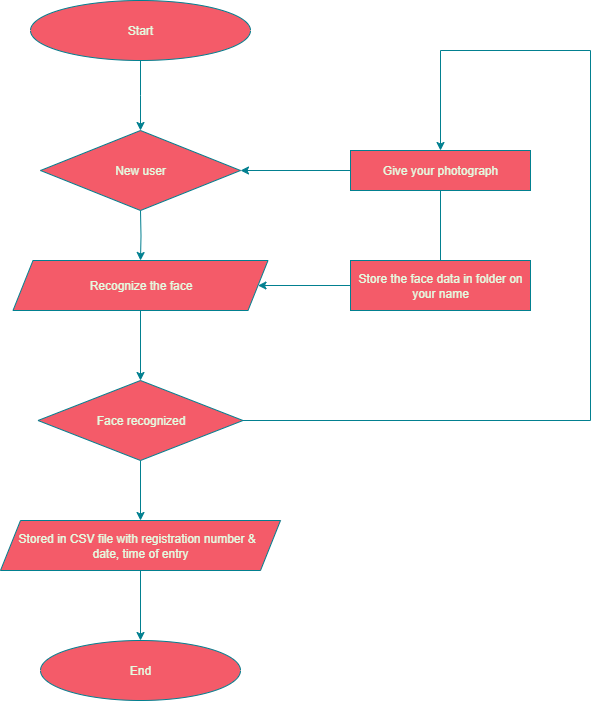 Start
New user
Give your photograph
Recognize the face
Store the face data in folder on
your name
Face recognized
Stored in CSV file with registration number &
date, time of entry
End